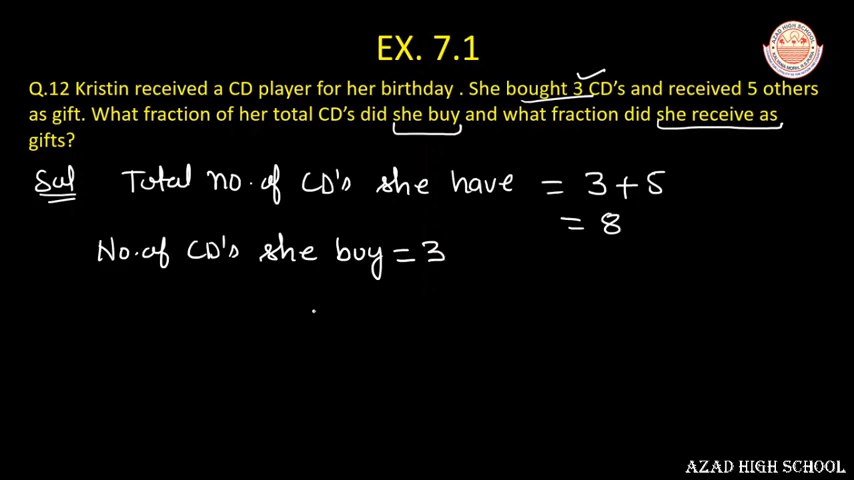 EX. 7.1
AZAD HIGH SCHOOL
Q.12 Kristin received a CD player for her birthday . She bought 3 CD's and received 5 others
as gift. What fraction of her total CD's did she buy and what fraction did she receive as
gifts?
Sol Total no. of CD's she have = 3 + 5
= 8
No. of CD's she buy = 3
AZAD HIGH SCHOOL